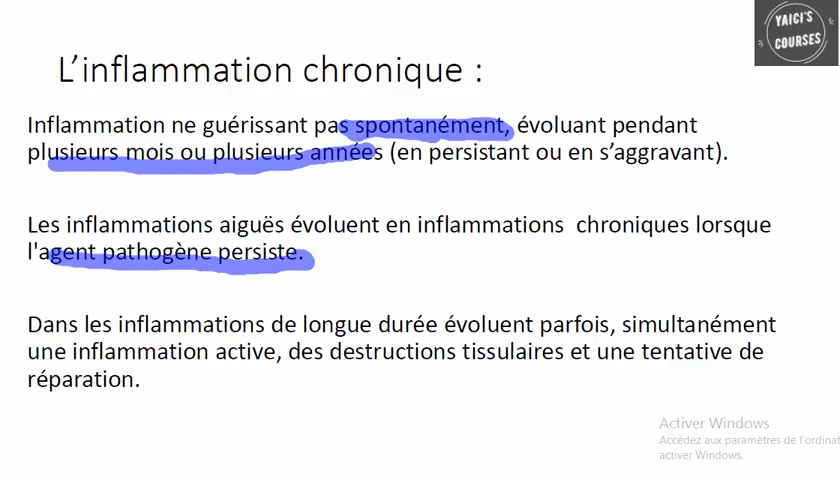 YAICI'S
COURSES
L’inflammation chronique :
Inflammation ne guérissant pas spontanément, évoluant pendant
plusieurs mois ou plusieurs années (en persistant ou en s’aggravant).
Les inflammations aiguës évoluent en inflammations  chroniques lorsque
l'agent pathogène persiste.
Dans les inflammations de longue durée évoluent parfois, simultanément
une inflammation active, des destructions tissulaires et une tentative de
réparation.
Activer Windows
Accédez aux paramètres de l'ordinat
activer Windows.